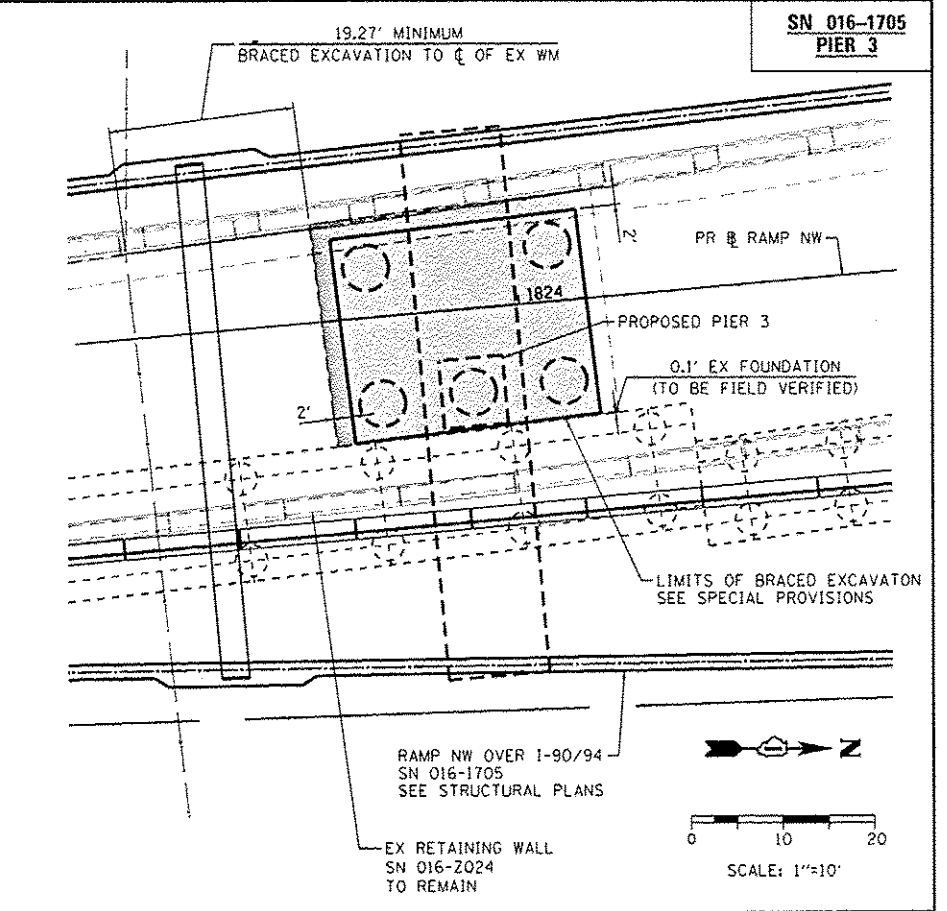 SN 016-1705
PIER 3
19.27' MINIMUM
BRACED EXCAVATION TO ℄ OF EX WM
2'
PR ℄ RAMP NW
1824
PROPOSED PIER 3
0.1' EX FOUNDATION
(TO BE FIELD VERIFIED)
2'
LIMITS OF BRACED EXCAVATON
SEE SPECIAL PROVISIONS
RAMP NW OVER I-90/94
SN 016-1705
SEE STRUCTURAL PLANS
N
0 10 20
SCALE: 1"=10'
EX RETAINING WALL
SN 016-Z024
TO REMAIN